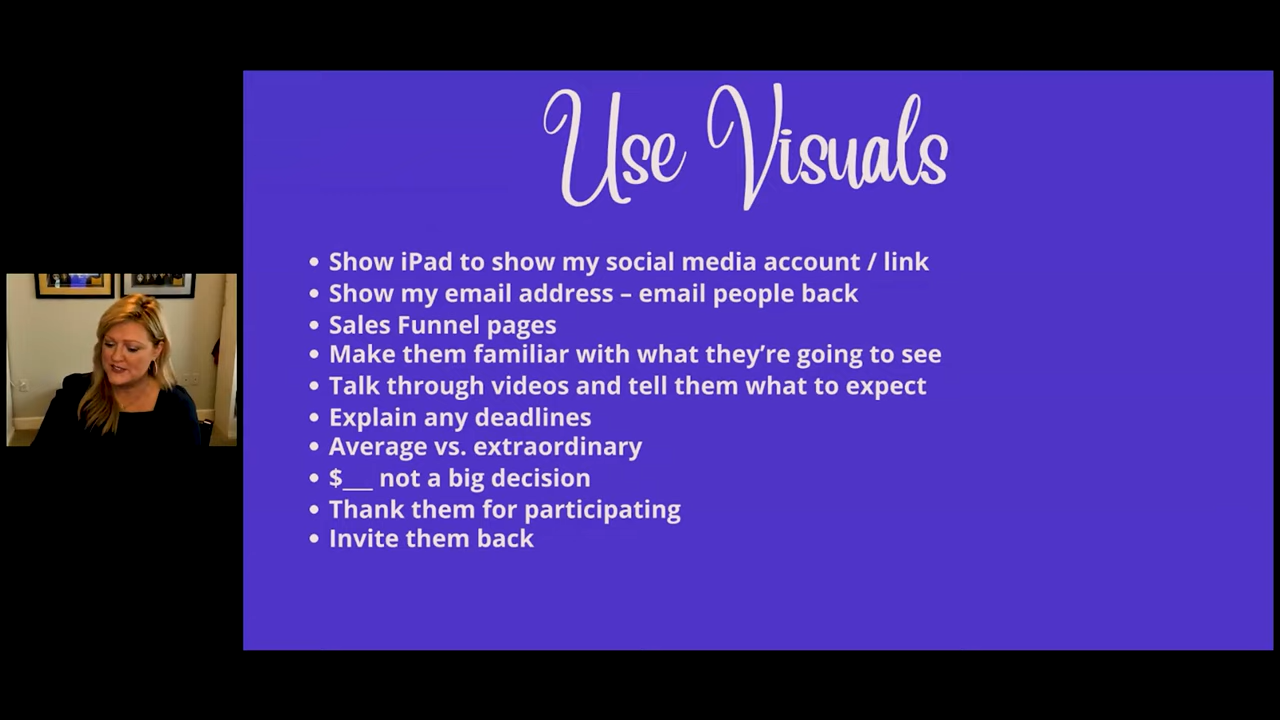 Use Visuals
• Show iPad to show my social media account / link
• Show my email address – email people back
• Sales Funnel pages
• Make them familiar with what they’re going to see
• Talk through videos and tell them what to expect
• Explain any deadlines
• Average vs. extraordinary
• $___ not a big decision
• Thank them for participating
• Invite them back